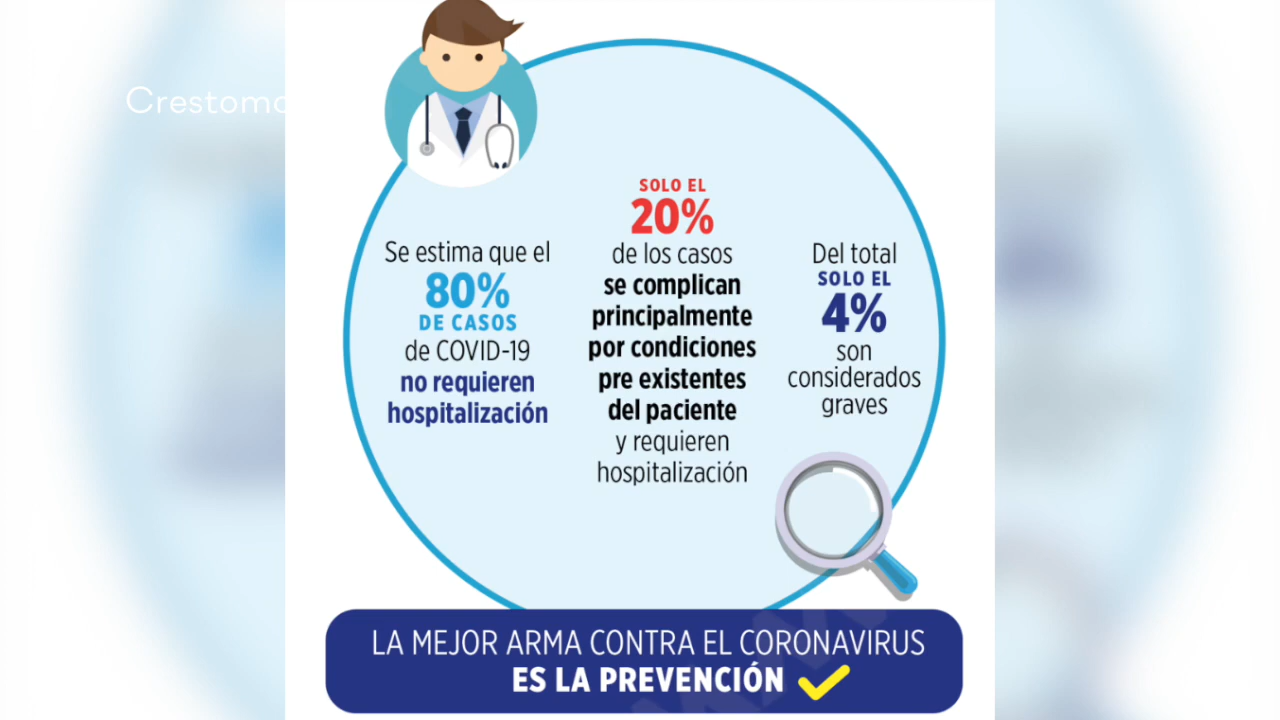 Crestomo
Se estima que el
80%
DE CASOS
de COVID-19
no requieren
hospitalización
SOLO EL
20%
de los casos
se complican
principalmente
por condiciones
pre existentes
del paciente
y requieren
hospitalización
Del total
SOLO EL
4%
son
considerados
graves
LA MEJOR ARMA CONTRA EL CORONAVIRUS
ES LA PREVENCIÓN